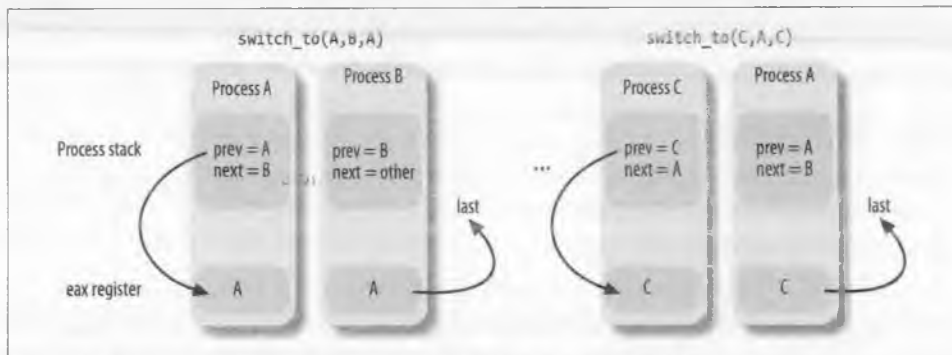 switch_to(A,B,A)
switch_to(C,A,C)
Process A
Process B
Process C
Process A
Process stack
prev = A
next = B
prev = B
next = other
...
prev = C
next = A
prev = A
next = B
last
last
eax register
A
A
C
C